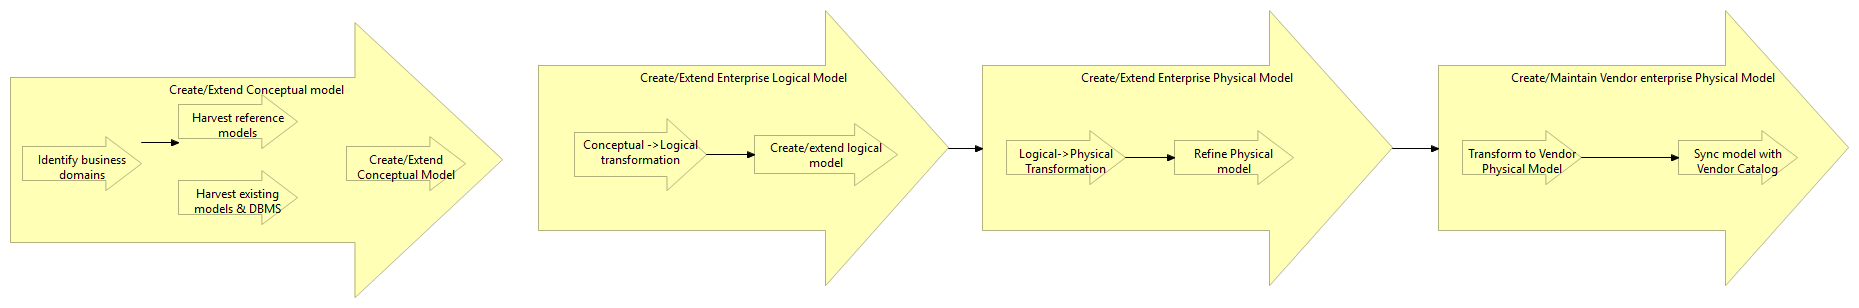 Create/Extend Conceptual model
Identify business
domains
Harvest reference
models
Harvest existing
models & DBMS
Create/Extend
Conceptual Model
Create/Extend Enterprise Logical Model
Conceptual ->Logical
transformation
Create/extend logical
model
Create/Extend Enterprise Physical Model
Logical->Physical
Transformation
Refine Physical
model
Create/Maintain Vendor enterprise Physical Model
Transform to Vendor
Physical Model
Sync model with
Vendor Catalog